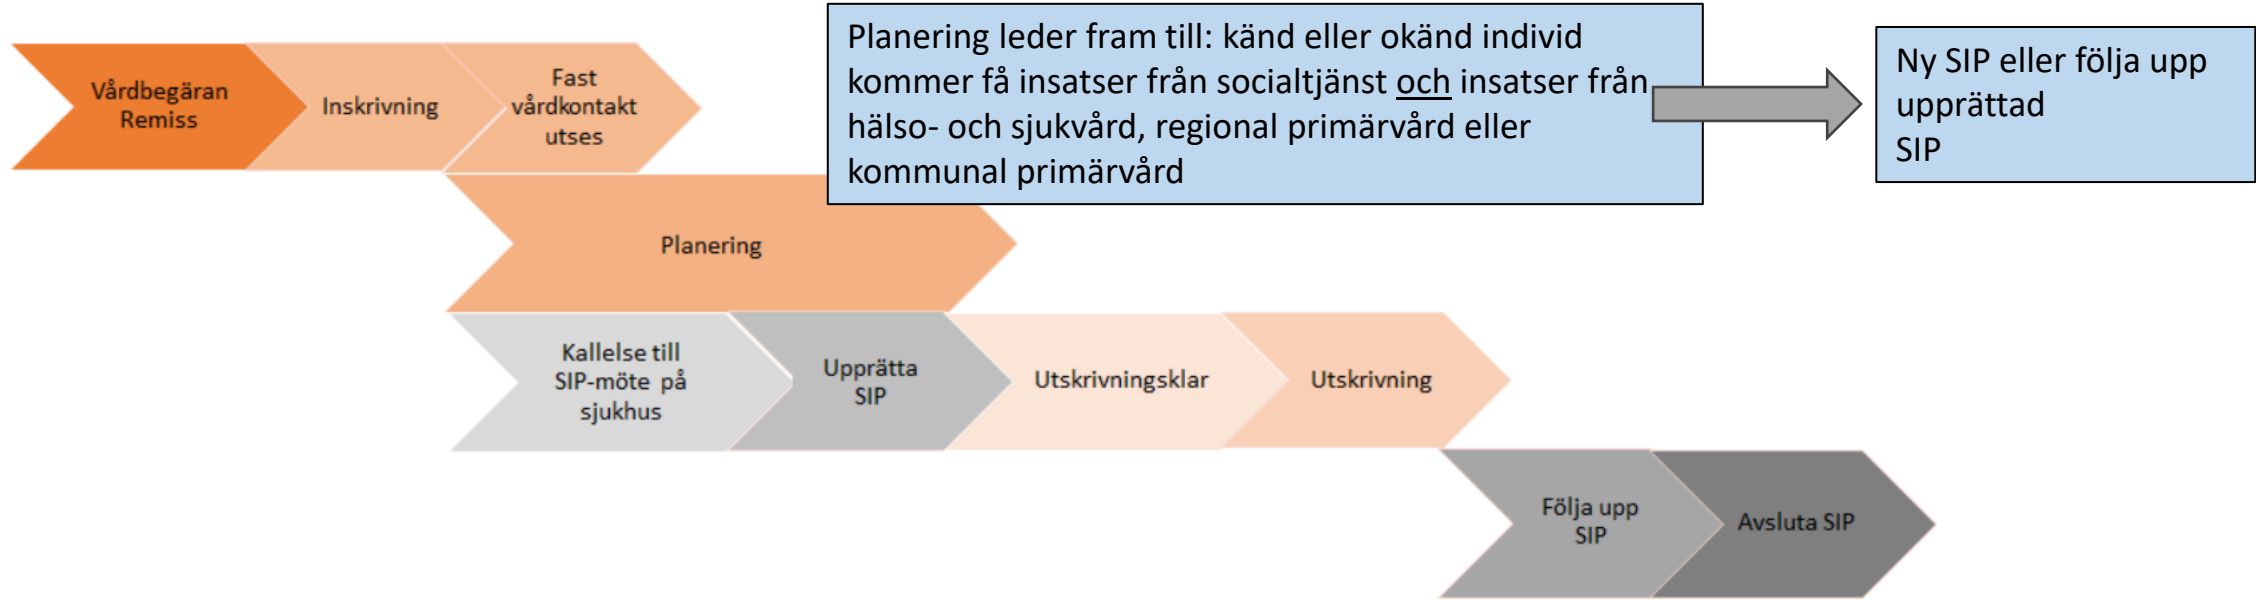 Vårdbegäran
Remiss
Inskrivning
Fast
vårdkontakt
utses
Planering leder fram till: känd eller okänd individ
kommer få insatser från socialtjänst och insatser från
hälso- och sjukvård, regional primärvård eller
kommunal primärvård
Ny SIP eller följa upp
upprättad
SIP
Planering
Kallelse till
SIP-möte på
sjukhus
Upprätta
SIP
Utskrivningsklar
Utskrivning
Följa upp
SIP
Avsluta SIP